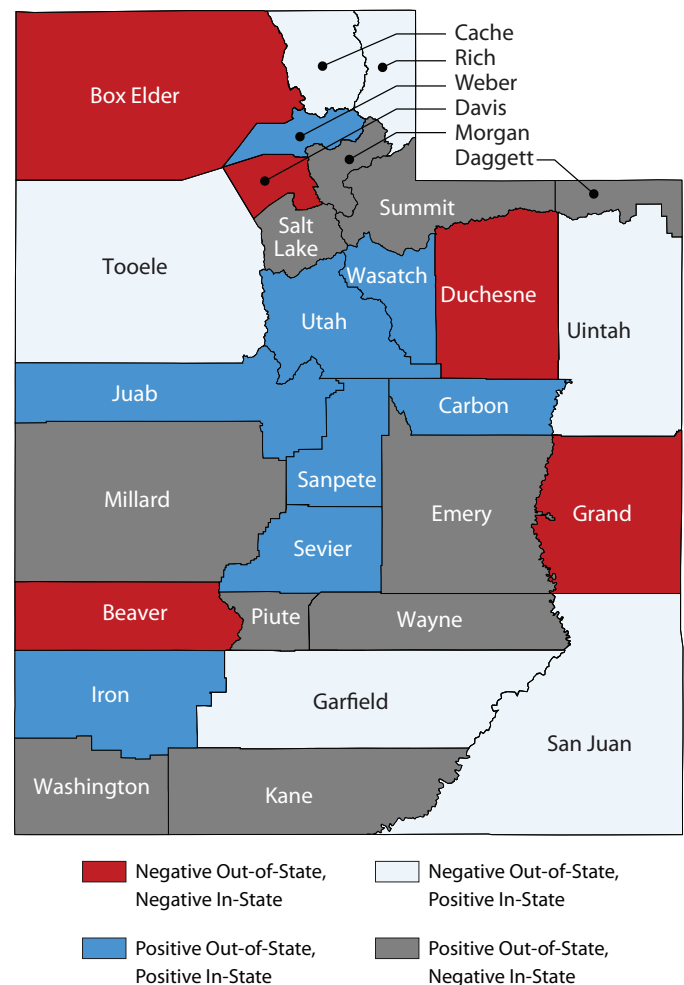 Cache
Rich
Weber
Davis
Morgan
Daggett
Box Elder
Summit
Salt
Lake
Tooele
Wasatch
Duchesne
Utah
Uintah
Juab
Carbon
Sanpete
Millard
Emery
Grand
Sevier
Beaver
Piute
Wayne
Iron
Garfield
San Juan
Washington
Kane
Negative Out-of-State,
Negative In-State
Negative Out-of-State,
Positive In-State
Positive Out-of-State,
Positive In-State
Positive Out-of-State,
Negative In-State